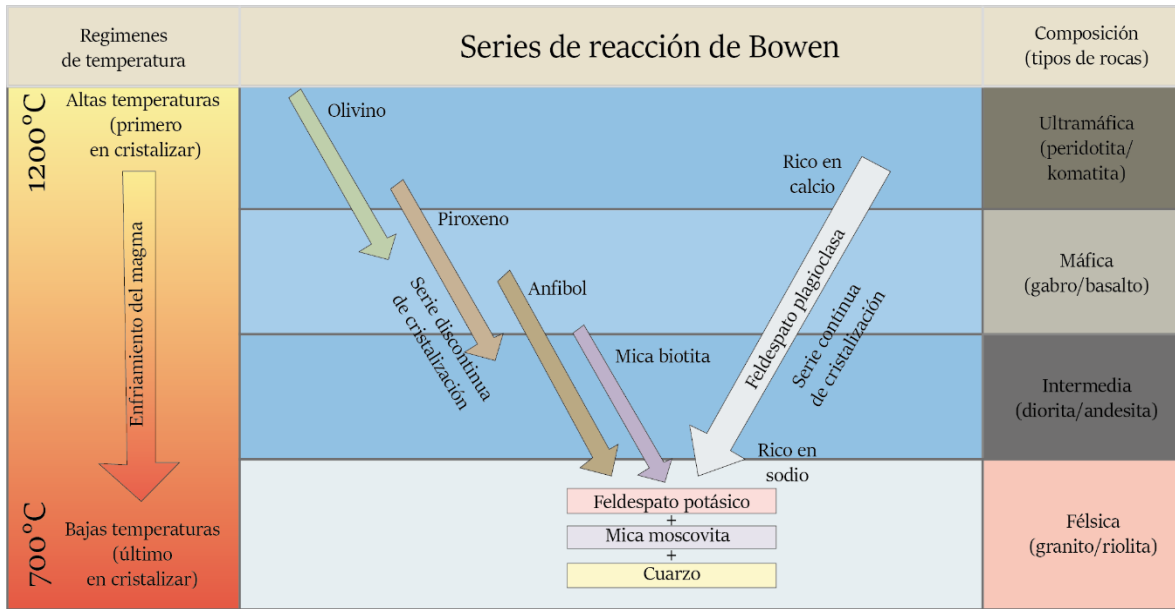 Regimenes
de temperatura
Series de reacción de Bowen
Composición
(tipos de rocas)
1200°C
Altas temperaturas
(primero
en cristalizar)
Enfriamiento del magma
700°C
Bajas temperaturas
(último
en cristalizar)
Olivino
Piroxeno
Serie discontinua
de cristalización
Anfibol
Mica biotita
Rico en
calcio
Feldespato plagioclasa
Serie continua
de cristalización
Rico en
sodio
Feldespato potásico
+
Mica moscovita
+
Cuarzo
Ultramáfica
(peridotita/
komatita)
Máfica
(gabro/basalto)
Intermedia
(diorita/andesita)
Félsica
(granito/riolita)